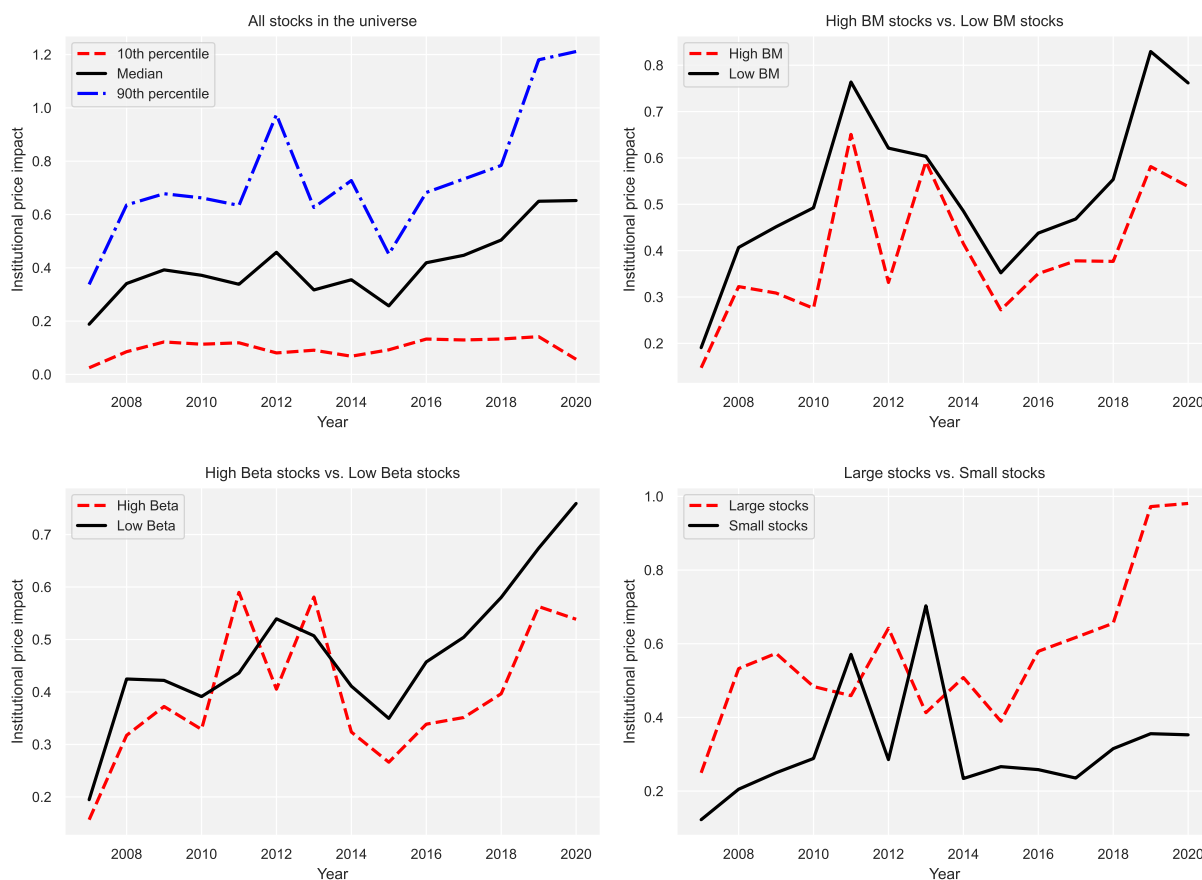 All stocks in the universe
10th percentile
Median
90th percentile
1.2
1.0
0.8
0.6
0.4
0.2
0.0
Institutional price impact
2008 2010 2012 2014 2016 2018 2020
Year
High BM stocks vs. Low BM stocks
High BM
Low BM
0.8
0.7
0.6
0.5
0.4
0.3
0.2
Institutional price impact
2008 2010 2012 2014 2016 2018 2020
Year
High Beta stocks vs. Low Beta stocks
High Beta
Low Beta
0.7
0.6
0.5
0.4
0.3
0.2
Institutional price impact
2008 2010 2012 2014 2016 2018 2020
Year
Large stocks vs. Small stocks
Large stocks
Small stocks
1.0
0.8
0.6
0.4
0.2
Institutional price impact
2008 2010 2012 2014 2016 2018 2020
Year